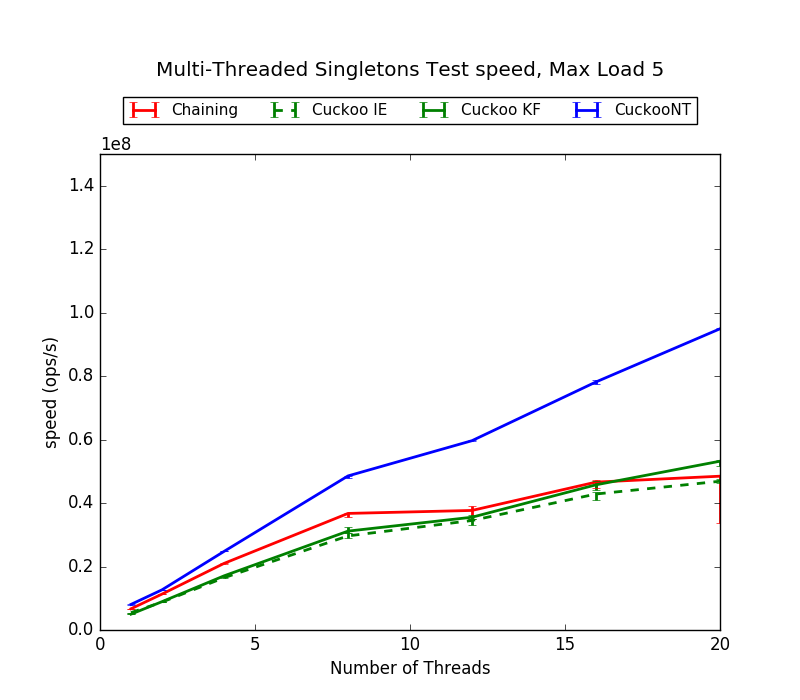 Multi-Threaded Singletons Test speed, Max Load 5
Chaining Cuckoo IE Cuckoo KF CuckooNT
1e8
1.4
1.2
1.0
0.8
0.6
0.4
0.2
0.0
speed (ops/s)
0 5 10 15 20
Number of Threads